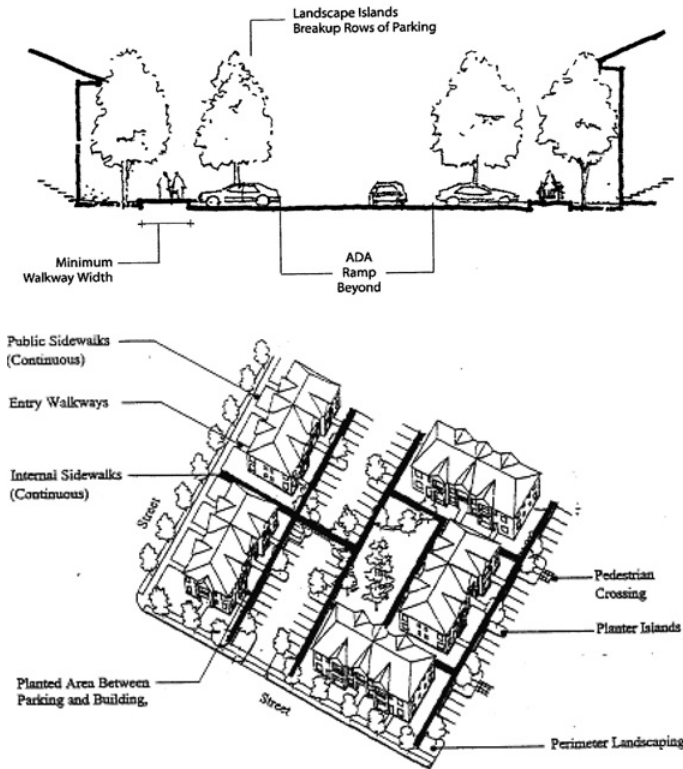 Landscape Islands
Breakup Rows of Parking
Minimum
Walkway Width
ADA
Ramp
Beyond
Public Sidewalks
(Continuous)
Entry Walkways
Internal Sidewalks
(Continuous)
Street
Pedestrian
Crossing
Planter Islands
Planted Area Between
Parking and Building,
Street
Perimeter Landscaping